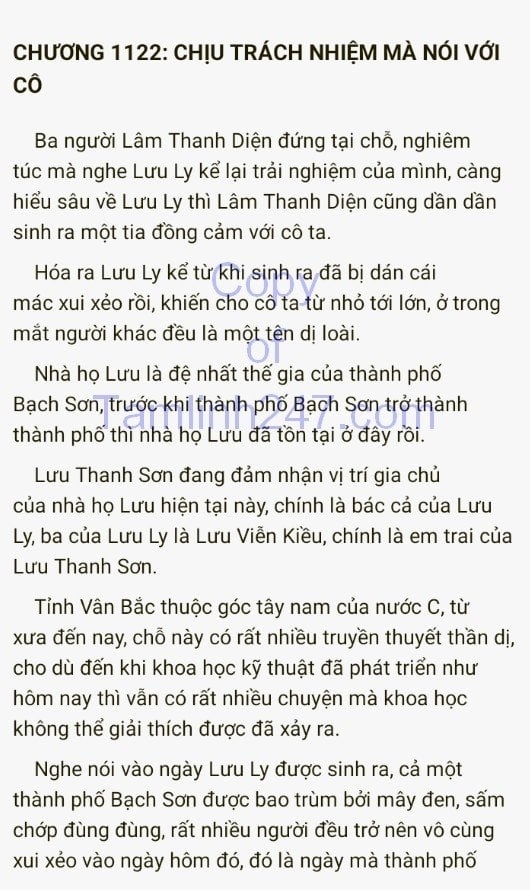 CHƯƠNG 1122: CHỊU TRÁCH NHIỆM MÀ NÓI VỚI
CÔ
Ba người Lâm Thanh Diện đứng tại chỗ, nghiêm
túc mà nghe Lưu Ly kể lại trải nghiệm của mình, càng
hiểu sâu về Lưu Ly thì Lâm Thanh Diện cũng dần dần
sinh ra một tia đồng cảm với cô ta.
Hóa ra Lưu Ly kể từ khi sinh ra đã bị dán cái
mác xui xẻo rồi, khiến cho cô ta từ nhỏ tới lớn, ở trong
mắt người khác đều là một tên dị loài.
Nhà họ Lưu là đệ nhất thế gia của thành phố
Bạch Sơn, trước khi thành phố Bạch Sơn trở thành
thành phố thì nhà họ Lưu đã tồn tại ở đây rồi.
Lưu Thanh Sơn đang đảm nhận vị trí gia chủ
của nhà họ Lưu hiện tại này, chính là bác cả của Lưu
Ly, ba của Lưu Ly là Lưu Viễn Kiều, chính là em trai của
Lưu Thanh Sơn.
Tỉnh Vân Bắc thuộc góc tây nam của nước C, từ
xưa đến nay, chỗ này có rất nhiều truyền thuyết thần dị,
cho dù đến khi khoa học kỹ thuật đã phát triển như
hôm nay thì vẫn có rất nhiều chuyện mà khoa học
không thể giải thích được đã xảy ra.
Nghe nói vào ngày Lưu Ly được sinh ra, cả một
thành phố Bạch Sơn được bao trùm bởi mây đen, sấm
chớp đùng đùng, rất nhiều người đều trở nên vô cùng
xui xẻo vào ngày hôm đó, đó là ngày mà thành phố
Copy
of
Tamlinh247.com